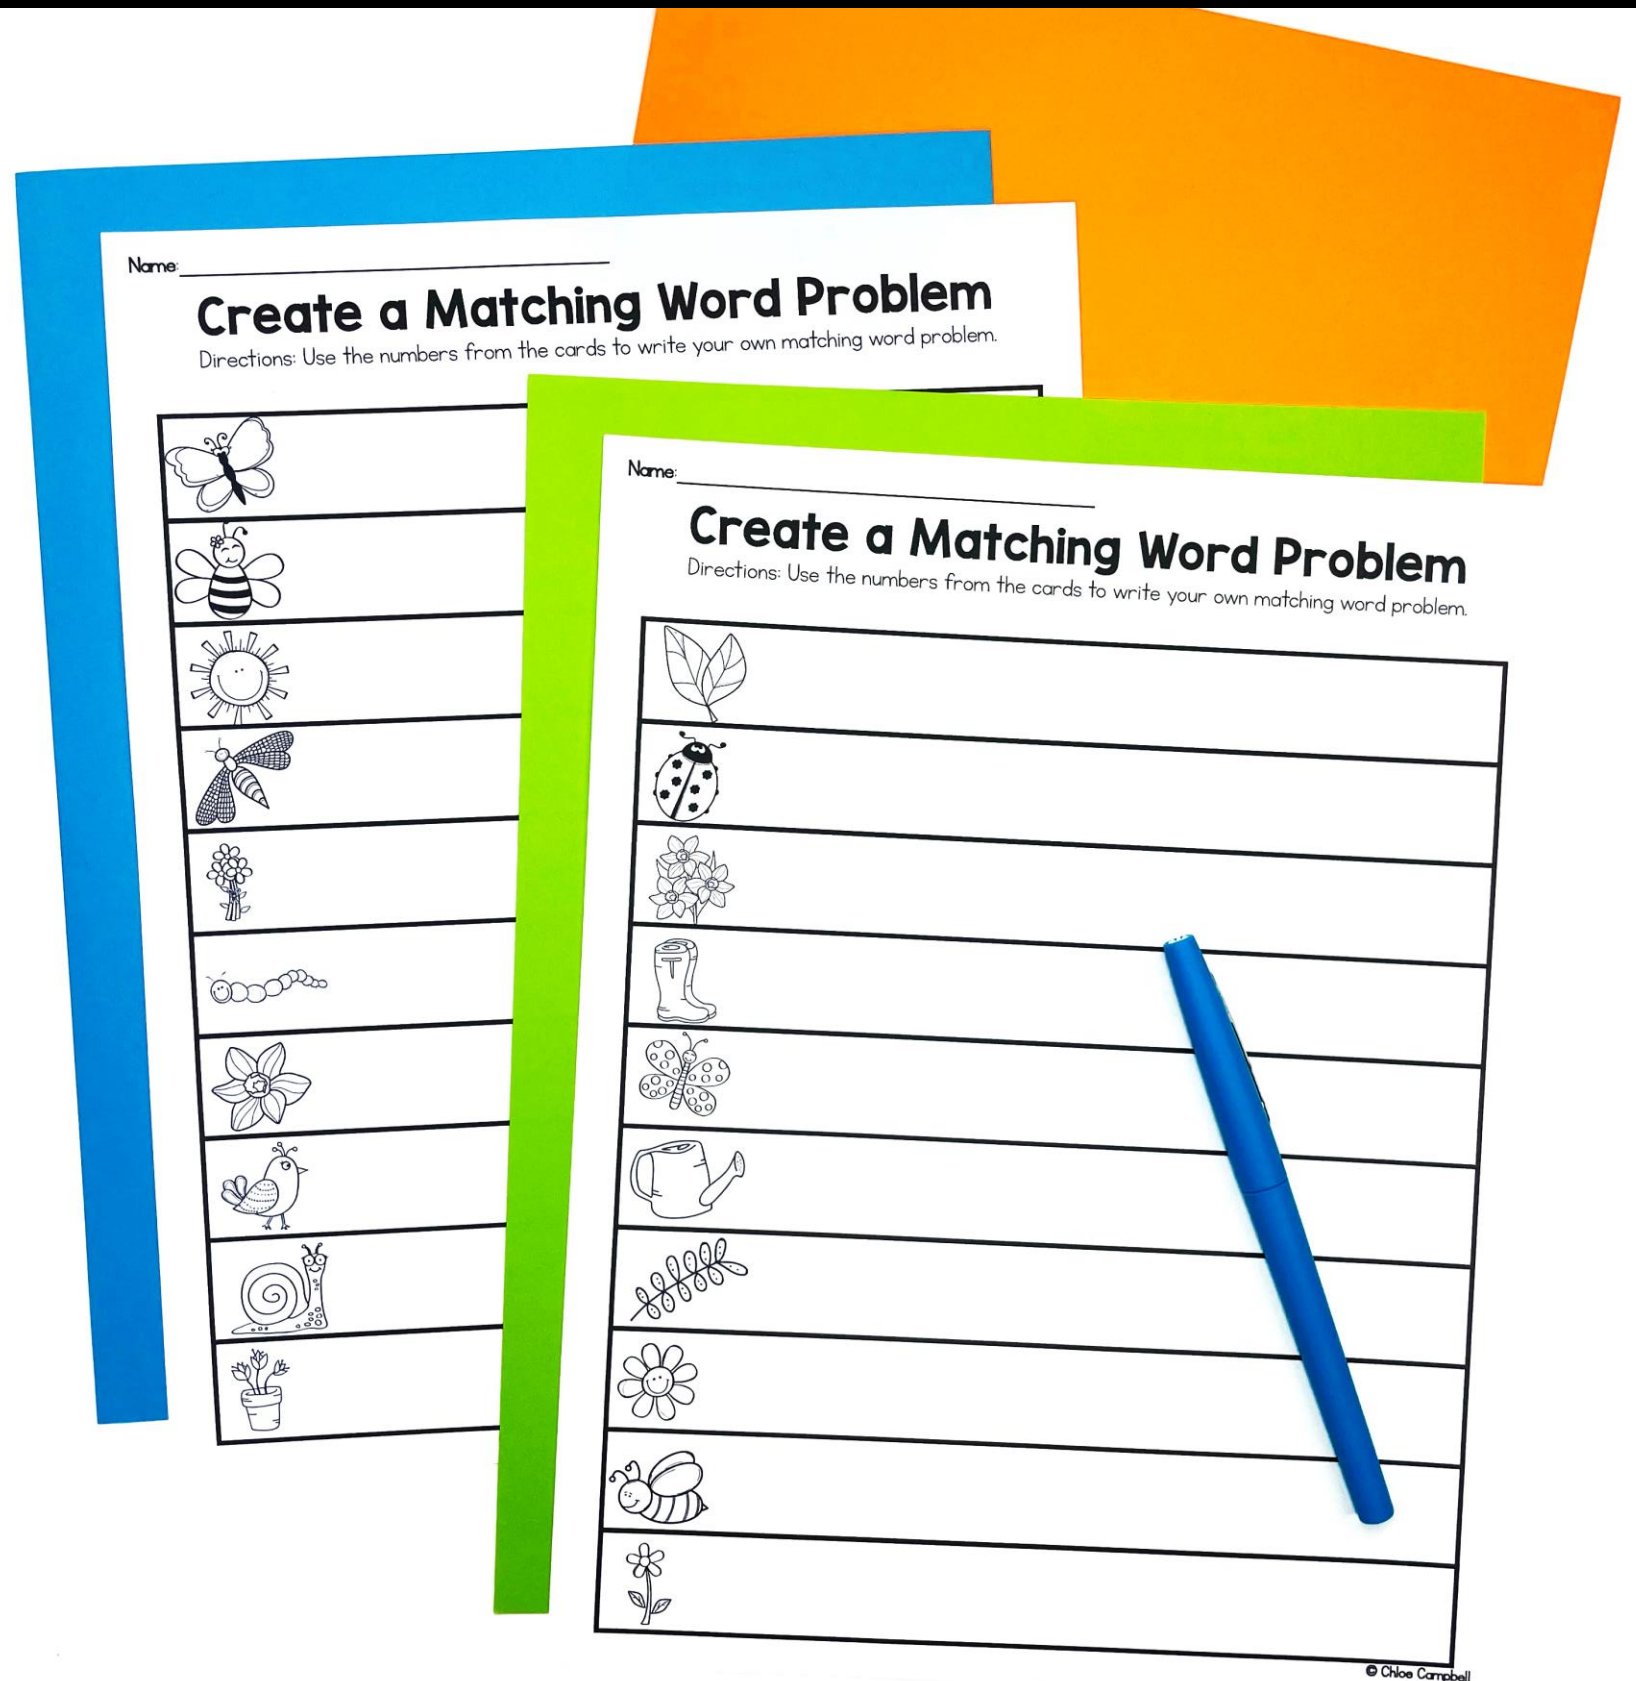 Name:
Create a Matching Word Problem
Directions: Use the numbers from the cards to write your own matching word problem.
Name:
Create a Matching Word Problem
Directions: Use the numbers from the cards to write your own matching word problem.
© Chloe Campbell